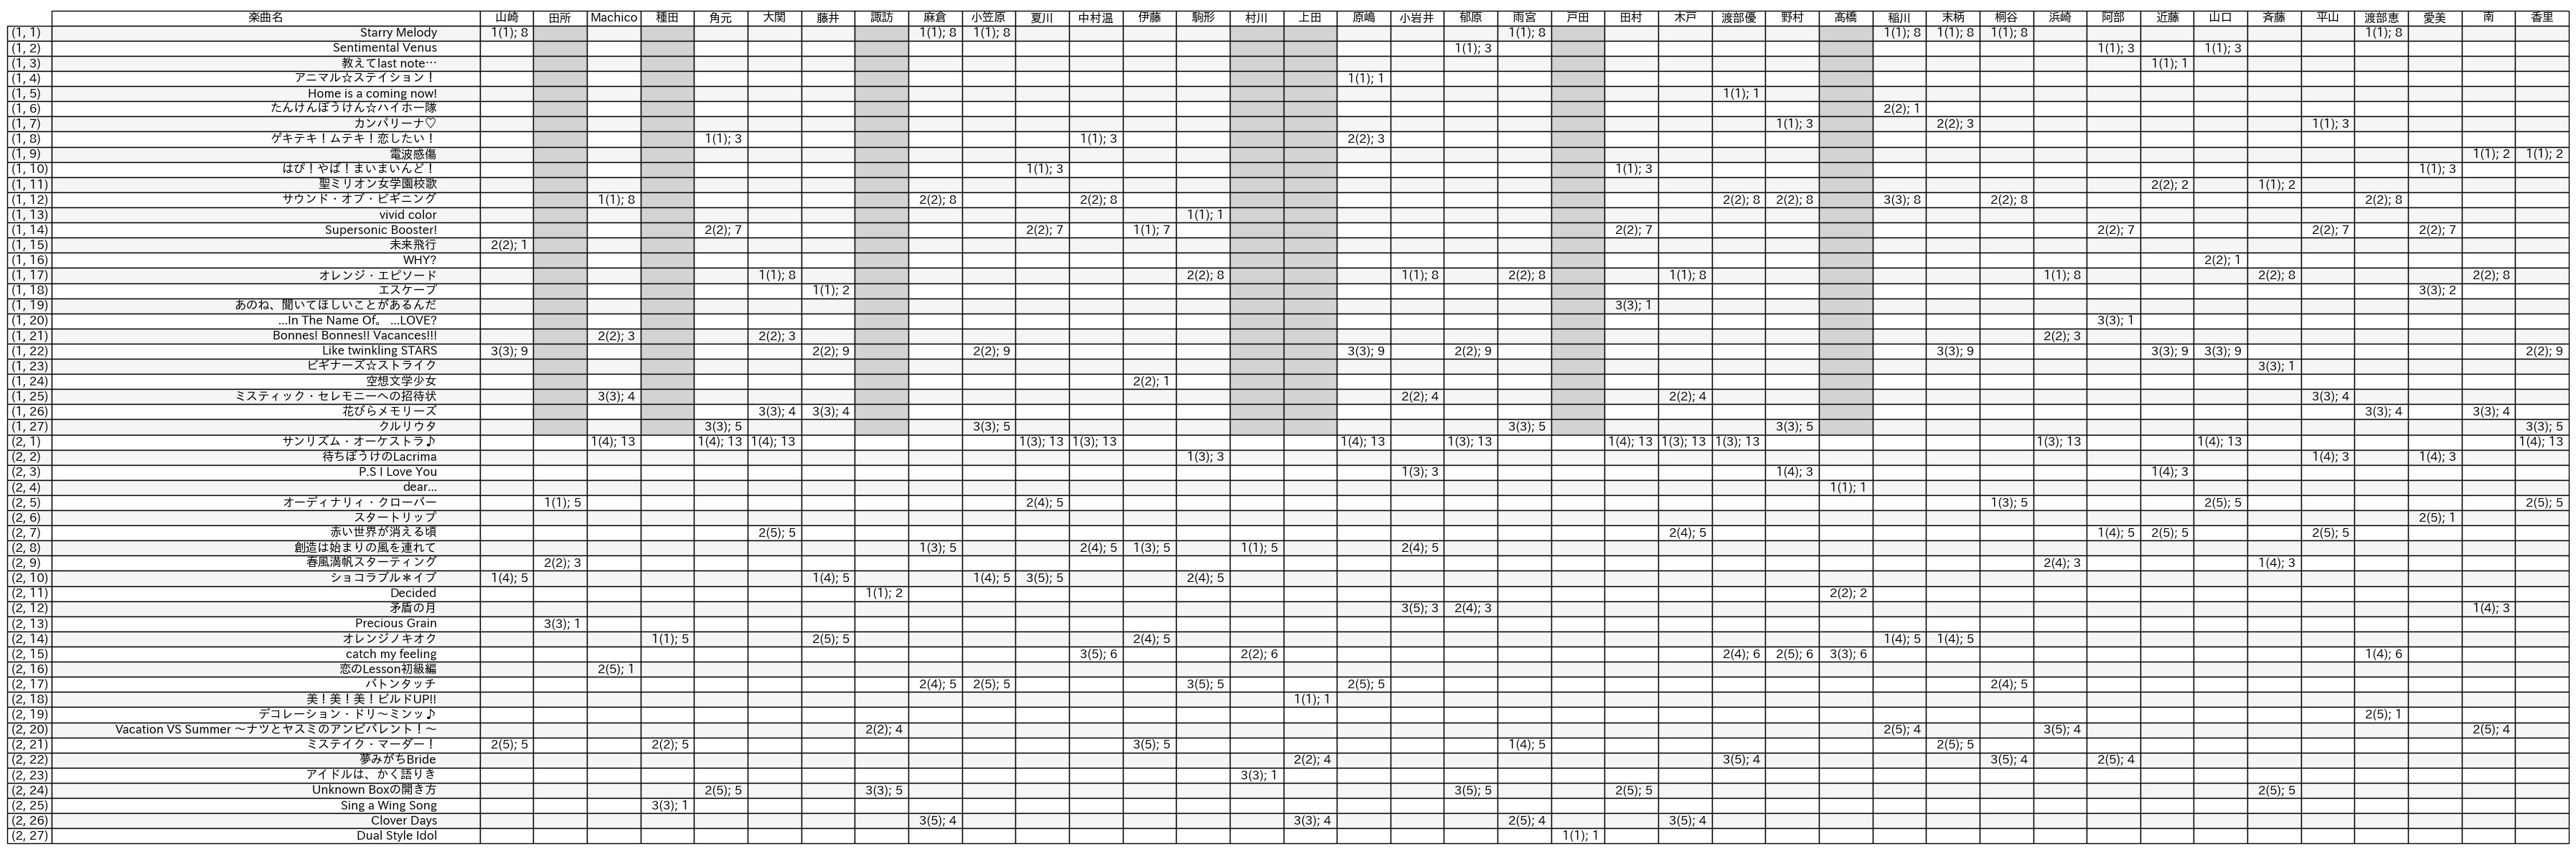 楽曲名 山崎 田所 Machico 種田 角元 大関 藤井 諏訪 麻倉 小笠原 夏川 中村温 伊藤 駒形 村川 上田 原嶋 小岩井 郁原 雨宮 戸田 田村 木戸 渡部優 野村 髙橋 稲川 末柄 桐谷 浜崎 阿部 近藤 山口 斉藤 平山 渡部恵 愛美 南 香里
(1, 1) Starry Melody 1(1); 8 1(1); 8 1(1); 8 1(1); 8 1(1); 8 1(1); 8 1(1); 8 1(1); 8
(1, 2) Sentimental Venus 1(1); 3 1(1); 3 1(1); 3
(1, 3) 教えてlast note… 1(1); 1
(1, 4) アニマル☆ステイション！ 1(1); 1
(1, 5) Home is a coming now! 1(1); 1
(1, 6) たんけんぼうけん☆ハイホー隊 2(2); 1
(1, 7) カンパリーナ♡ 1(1); 3 2(2); 3 1(1); 3
(1, 8) ゲキテキ！ムテキ！恋したい！ 1(1); 3 1(1); 3 2(2); 3
(1, 9) 電波感傷 1(1); 2 1(1); 2
(1, 10) はぴ！やば！まいまいんど！ 1(1); 3 1(1); 3 1(1); 3
(1, 11) 聖ミリオン女学園校歌 2(2); 2 1(1); 2
(1, 12) サウンド・オブ・ビギニング 1(1); 8 2(2); 8 2(2); 8 2(2); 8 2(2); 8 3(3); 8 2(2); 8 2(2); 8
(1, 13) vivid color 1(1); 1
(1, 14) Supersonic Booster! 2(2); 7 2(2); 7 1(1); 7 2(2); 7 2(2); 7 2(2); 7 2(2); 7
(1, 15) 未来飛行 2(2); 1
(1, 16) WHY? 2(2); 1
(1, 17) オレンジ・エピソード 1(1); 8 2(2); 8 1(1); 8 2(2); 8 1(1); 8 1(1); 8 2(2); 8 2(2); 8
(1, 18) エスケープ 1(1); 2 3(3); 2
(1, 19) あのね、聞いてほしいことがあるんだ 3(3); 1
(1, 20) …In The Name Of。 …LOVE? 3(3); 1
(1, 21) Bonnes! Bonnes!! Vacances!!! 2(2); 3 2(2); 3 2(2); 3
(1, 22) Like twinkling STARS 3(3); 9 2(2); 9 2(2); 9 3(3); 9 2(2); 9 3(3); 9 3(3); 9 3(3); 9 2(2); 9
(1, 23) ビギナーズ☆ストライク 3(3); 1
(1, 24) 空想文学少女 2(2); 1
(1, 25) ミスティック・セレモニーへの招待状 3(3); 4 2(2); 4 2(2); 4 3(3); 4
(1, 26) 花びらメモリーズ 3(3); 4 3(3); 4 3(3); 4 3(3); 4
(1, 27) クルリウタ 3(3); 5 3(3); 5 3(3); 5 3(3); 5 3(3); 5
(2, 1) サンリズム・オーケストラ♪ 1(4); 13 1(4); 13 1(4); 13 1(3); 13 1(3); 13 1(4); 13 1(3); 13 1(4); 13 1(3); 13 1(3); 13 1(3); 13 1(4); 13 1(4); 13
(2, 2) 待ちぼうけのLacrima 1(3); 3 1(4); 3 1(4); 3
(2, 3) P.S I Love You 1(3); 3 1(4); 3 1(4); 3
(2, 4) dear... 1(1); 1
(2, 5) オーディナリィ・クローバー 1(1); 5 2(4); 5 1(3); 5 2(5); 5 2(5); 5
(2, 6) スタートリップ 2(5); 1
(2, 7) 赤い世界が消える頃 2(5); 5 2(4); 5 1(4); 5 2(5); 5 2(5); 5
(2, 8) 創造は始まりの風を連れて 1(3); 5 2(4); 5 1(3); 5 1(1); 5 2(4); 5
(2, 9) 春風満帆スターティング 2(2); 3 2(4); 3 1(4); 3
(2, 10) ショコラブル＊イブ 1(4); 5 1(4); 5 1(4); 5 3(5); 5 2(4); 5
(2, 11) Decided 1(1); 2 2(2); 2
(2, 12) 矛盾の月 3(5); 3 2(4); 3 1(4); 3
(2, 13) Precious Grain 3(3); 1
(2, 14) オレンジノキオク 1(1); 5 2(5); 5 2(4); 5 1(4); 5 1(4); 5
(2, 15) catch my feeling 3(5); 6 2(2); 6 2(4); 6 2(5); 6 3(3); 6 1(4); 6
(2, 16) 恋のLesson初級編 2(5); 1
(2, 17) バトンタッチ 2(4); 5 2(5); 5 3(5); 5 2(5); 5 2(4); 5
(2, 18) 美！美！美！ビルドUP!! 1(1); 1
(2, 19) デコレーション・ドリ～ミンッ♪ 2(5); 1
(2, 20) Vacation VS Summer ～ナツとヤスミのアンビバレント！～ 2(2); 4 2(5); 4 3(5); 4 2(5); 4
(2, 21) ミステイク・マーダー！ 2(5); 5 2(2); 5 3(5); 5 1(4); 5 2(5); 5
(2, 22) 夢みがちBride 2(2); 4 3(5); 4 3(5); 4 2(5); 4
(2, 23) アイドルは、かく語りき 3(3); 1
(2, 24) Unknown Boxの開き方 2(5); 5 3(3); 5 3(5); 5 2(5); 5 2(5); 5
(2, 25) Sing a Wing Song 3(3); 1
(2, 26) Clover Days 3(5); 4 3(3); 4 2(5); 4 3(5); 4
(2, 27) Dual Style Idol 1(1); 1